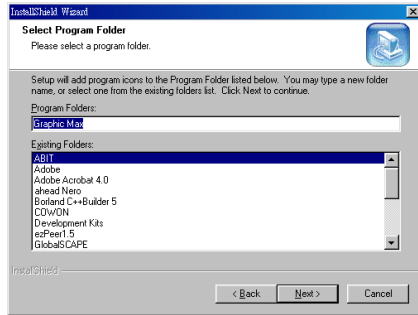 InstallShield Wizard
Select Program Folder
Please select a program folder.
Setup will add program icons to the Program Folder listed below. You may type a new folder
name, or select one from the existing folders list. Click Next to continue.
Program Folders:
Graphic Max
Existing Folders:
ABIT
Adobe
Adobe Acrobat 4.0
ahead Nero
Borland C++Builder 5
COWON
Development Kits
ezPeer1.5
GlobalSCAPE
InstallShield
< Back Next > Cancel